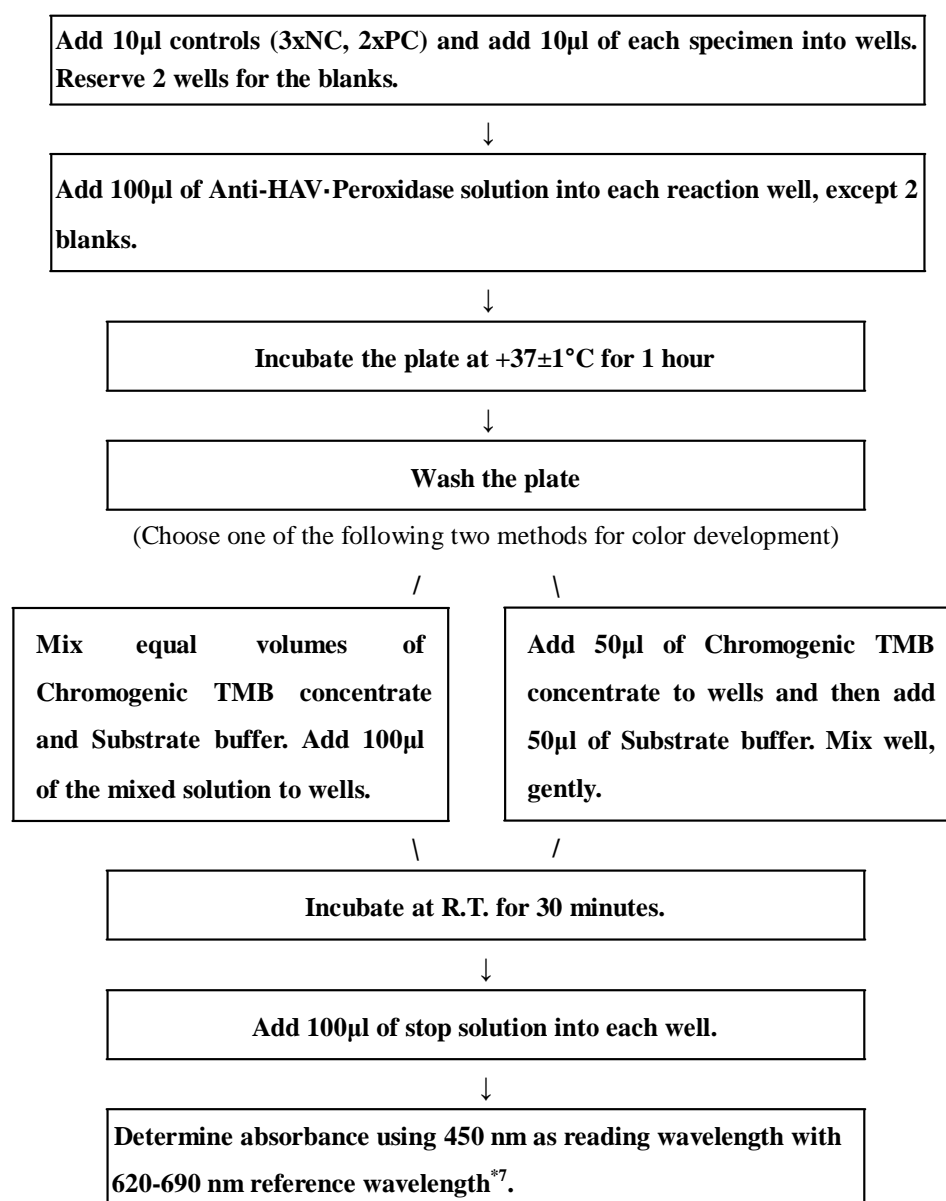 Add 10µl controls (3xNC, 2xPC) and add 10µl of each specimen into wells.
Reserve 2 wells for the blanks.
↓
Add 100µl of Anti-HAV·Peroxidase solution into each reaction well, except 2
blanks.
↓
Incubate the plate at +37±1°C for 1 hour
↓
Wash the plate
(Choose one of the following two methods for color development)
/ \
Mix equal volumes of
Chromogenic TMB concentrate
and Substrate buffer. Add 100µl
of the mixed solution to wells.
Add 50µl of Chromogenic TMB
concentrate to wells and then add
50µl of Substrate buffer. Mix well,
gently.
\ /
Incubate at R.T. for 30 minutes.
↓
Add 100µl of stop solution into each well.
↓
Determine absorbance using 450 nm as reading wavelength with
620-690 nm reference wavelength*7.